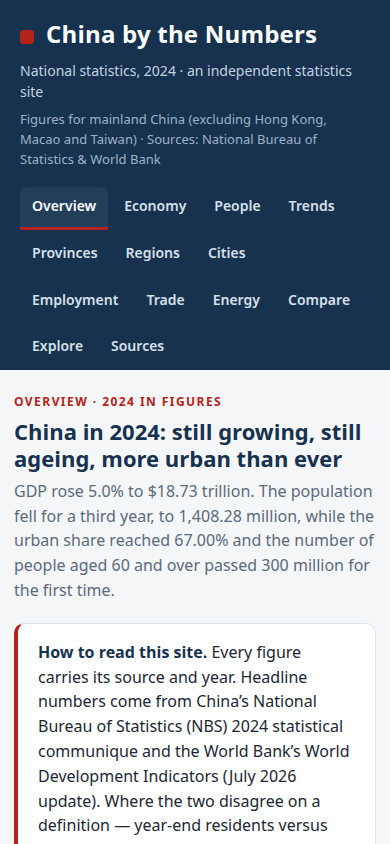 China by the Numbers
National statistics, 2024 · an independent statistics
site
Figures for mainland China (excluding Hong Kong,
Macao and Taiwan) · Sources: National Bureau of
Statistics & World Bank
Overview Economy People Trends
Provinces Regions Cities
Employment Trade Energy Compare
Explore Sources
OVERVIEW · 2024 IN FIGURES
China in 2024: still growing, still
ageing, more urban than ever
GDP rose 5.0% to $18.73 trillion. The population
fell for a third year, to 1,408.28 million, while the
urban share reached 67.00% and the number of
people aged 60 and over passed 300 million for
the first time.
How to read this site. Every figure
carries its source and year. Headline
numbers come from China’s National
Bureau of Statistics (NBS) 2024 statistical
communique and the World Bank’s World
Development Indicators (July 2026
update). Where the two disagree on a
definition — year-end residents versus